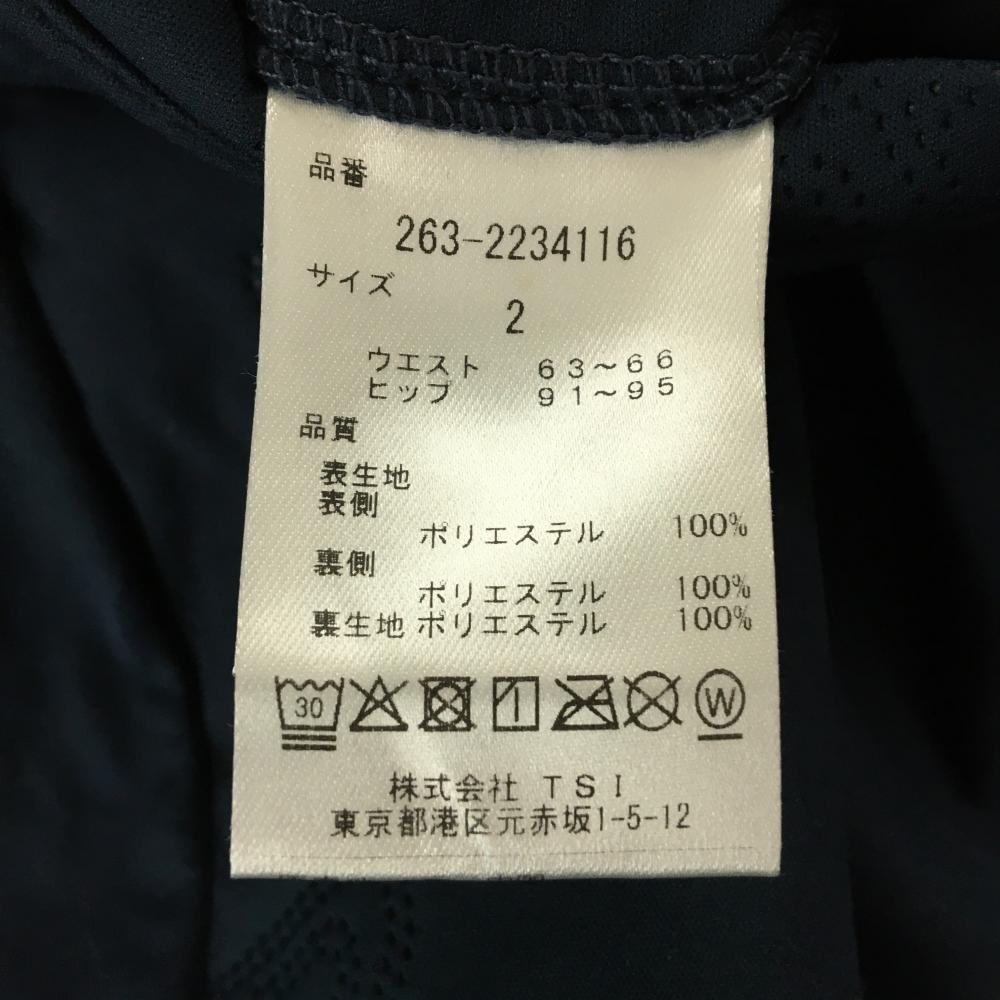 品番
263-2234116
サイズ
2
ウエスト ６３～６６
ヒップ ９１～９５
品質
表生地
表側
ポリエステル 100%
裏側
ポリエステル 100%
裏生地 ポリエステル 100%
30 W
株式会社 ＴＳＩ
東京都港区元赤坂1-5-12